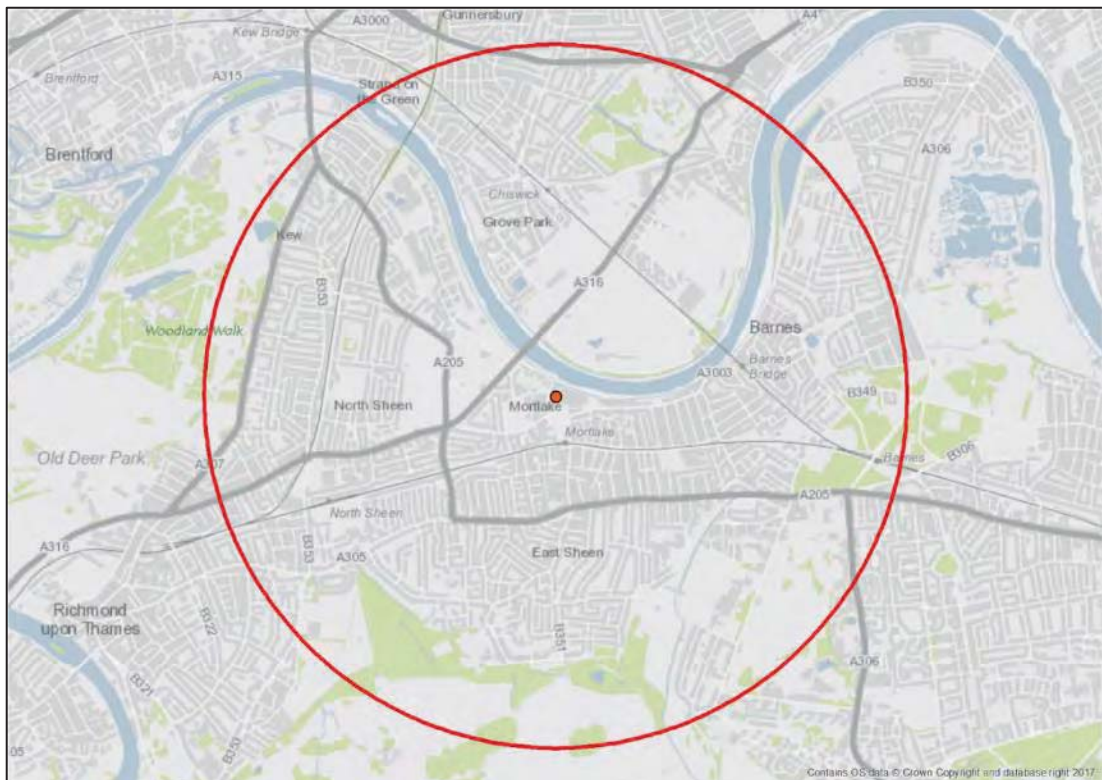 A3000
Gunnersbury
A4
Kew Bridge
Brentford
A315
Strand on
the Green
B350
A306
Brentford
Chiswick
Grove Park
Kew
B353
A316
Woodland Walk
Barnes
A205
Barnes
Bridge
A3003
B349
North Sheen
Mortlake
Mortlake
Old Deer Park
A307
Barnes
B306
North Sheen
A205
A316
B353
A305
East Sheen
Richmond
upon Thames
B322
B351
A306
B321
Contains OS data © Crown Copyright and database right 2017